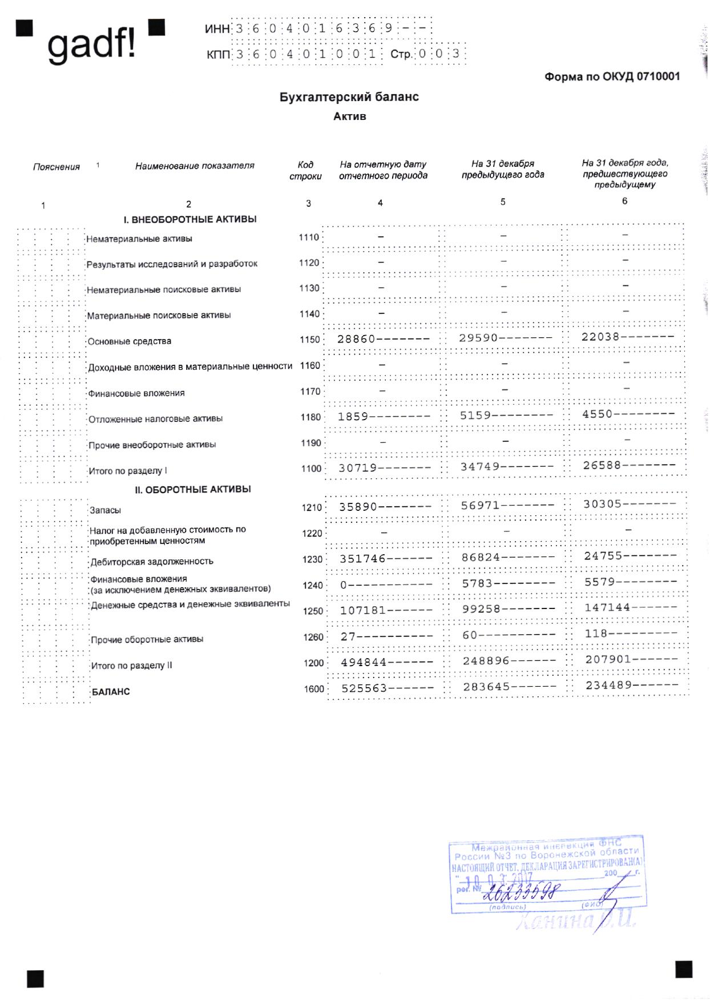 gadf!
ИНН 3604016369--
КПП 360401001 Стр. 003
Форма по ОКУД 0710001
Бухгалтерский баланс
Актив
Пояснения 1 Наименование показателя Код строки На отчетную дату отчетного периода На 31 декабря предыдущего года На 31 декабря года, предшествующего предыдущему
1 2 3 4 5 6
I. ВНЕОБОРОТНЫЕ АКТИВЫ
Нематериальные активы 1110 – – –
Результаты исследований и разработок 1120 – – –
Нематериальные поисковые активы 1130 – – –
Материальные поисковые активы 1140 – – –
Основные средства 1150 28860------- 29590------- 22038-------
Доходные вложения в материальные ценности 1160 – – –
Финансовые вложения 1170 – – –
Отложенные налоговые активы 1180 1859-------- 5159-------- 4550--------
Прочие внеоборотные активы 1190 – – –
Итого по разделу I 1100 30719------- 34749------- 26588-------
II. ОБОРОТНЫЕ АКТИВЫ
Запасы 1210 35890------- 56971------- 30305-------
Налог на добавленную стоимость по
приобретенным ценностям 1220 – – –
Дебиторская задолженность 1230 351746------ 86824------- 24755-------
Финансовые вложения
(за исключением денежных эквивалентов) 1240 0----------- 5783-------- 5579--------
Денежные средства и денежные эквиваленты 1250 107181------ 99258------- 147144------
Прочие оборотные активы 1260 27---------- 60---------- 118---------
Итого по разделу II 1200 494844------ 248896------ 207901------
БАЛАНС 1600 525563------ 283645------ 234489------
Межрайонная инспекция ФНС
России №3 по Воронежской области
НАСТОЯЩИЙ ОТЧЕТ, ДЕКЛАРАЦИЯ ЗАРЕГИСТРИРОВАН(А)
" 200 г.
рег. № 26233598
(подпись) (ФИО)
Ханина О.И.